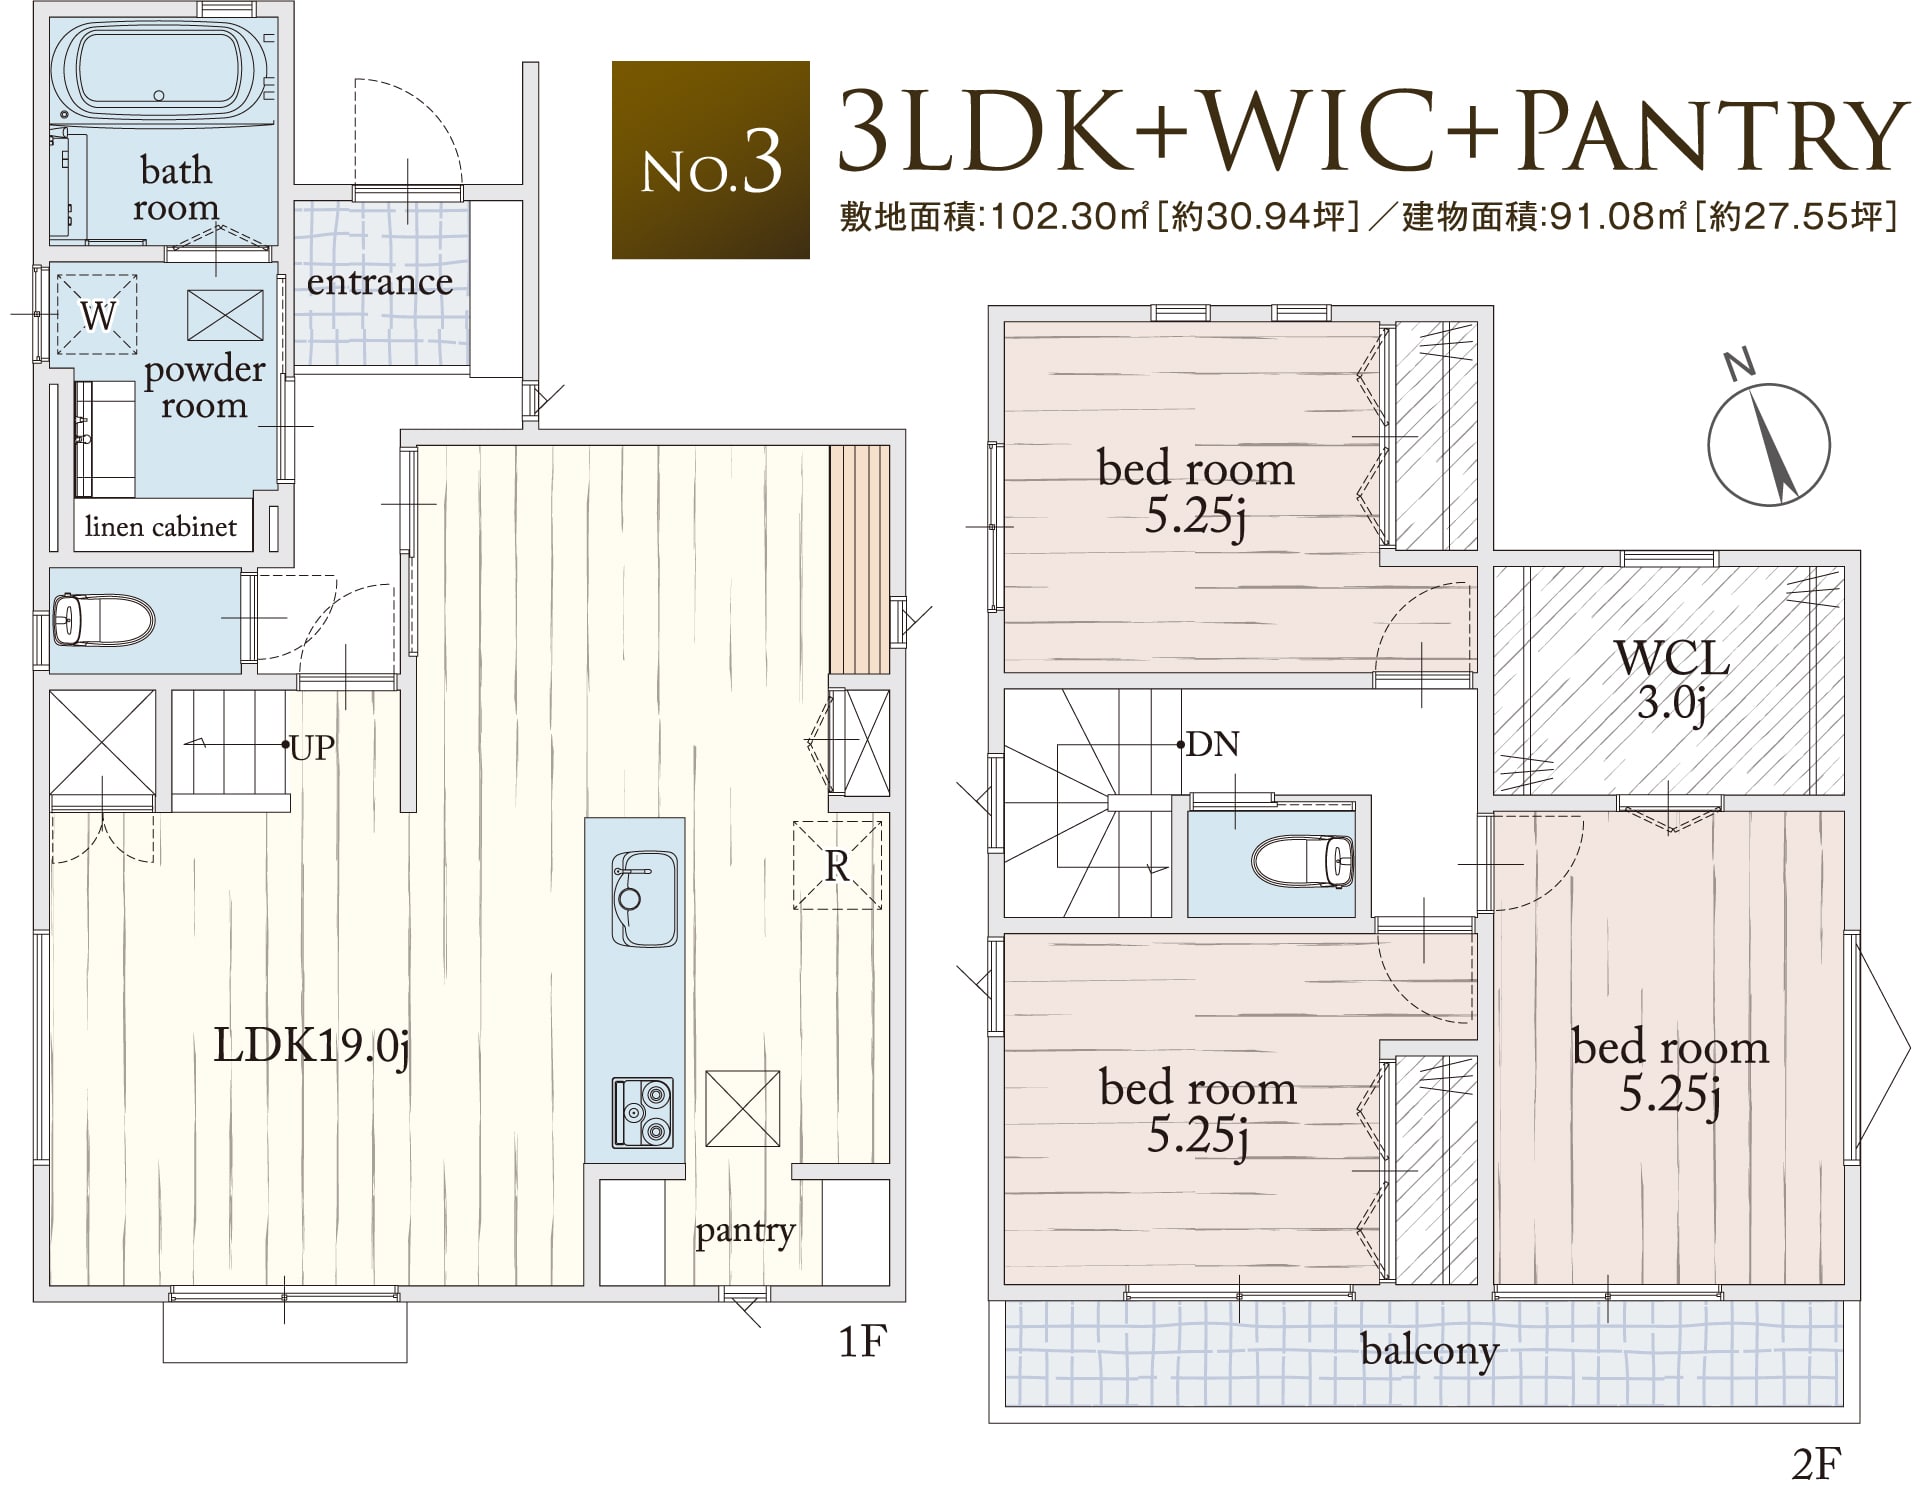 No.3
3LDK+WIC+PANTRY
敷地面積:102.30㎡[約30.94坪]／建物面積:91.08㎡[約27.55坪]
bath
room
entrance
W
powder
room
linen cabinet
UP
R
LDK19.0j
pantry
1F
N
bed room
5.25j
WCL
3.0j
DN
bed room
5.25j
bed room
5.25j
balcony
2F